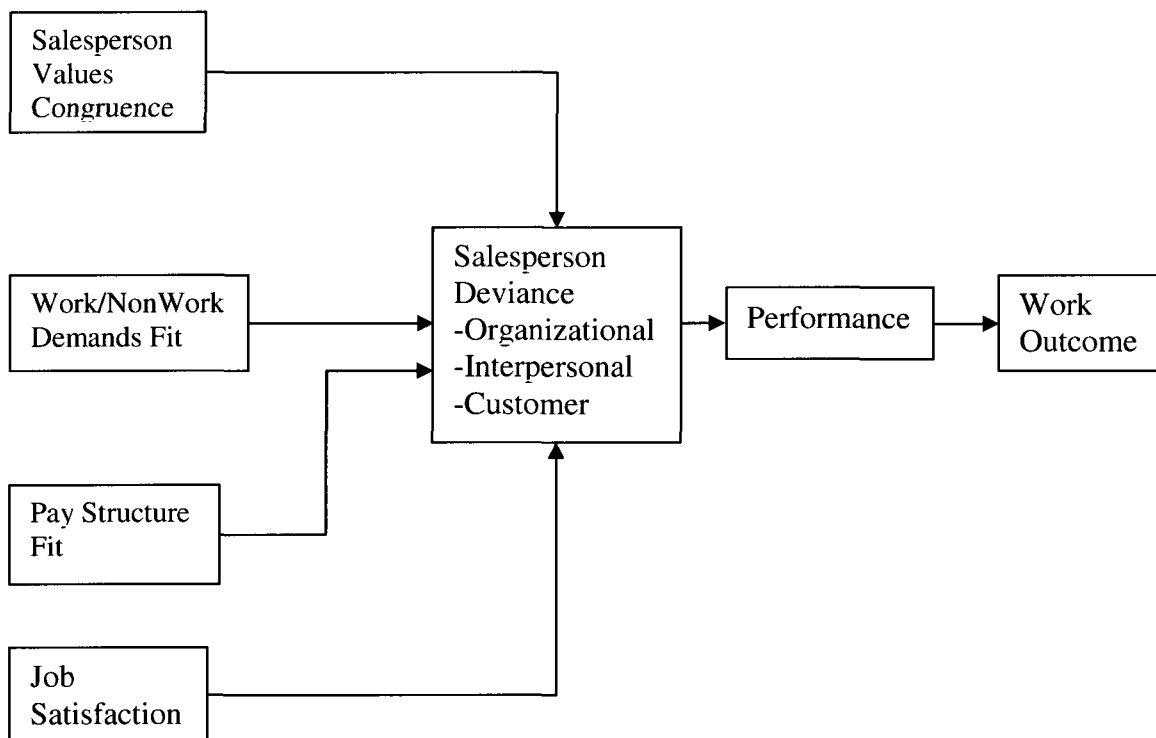 Salesperson
Values
Congruence
Work/NonWork
Demands Fit
Pay Structure
Fit
Job
Satisfaction
Salesperson
Deviance
-Organizational
-Interpersonal
-Customer
Performance
Work
Outcome